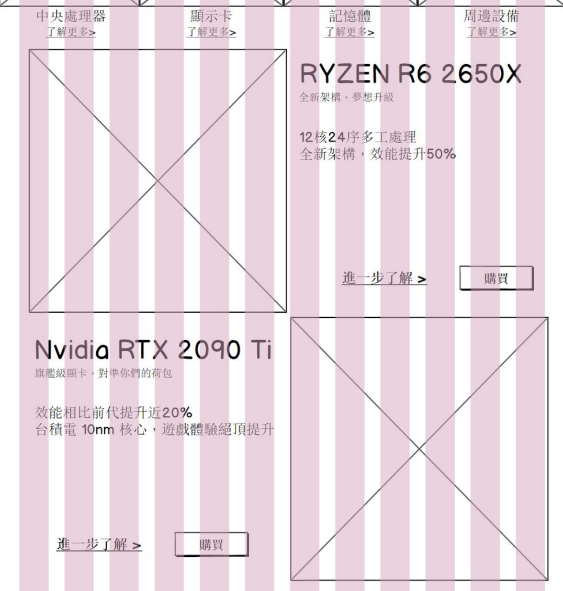 中央處理器
了解更多>
顯示卡
了解更多>
記憶體
了解更多>
周邊設備
了解更多>
RYZEN R6 2650X
全新架構，夢想升級
12核24序多工處理
全新架構，效能提升50%
進一步了解 >
購買
Nvidia RTX 2090 Ti
旗艦級顯卡，對準你們的荷包
效能相比前代提升近20%
台積電 10nm 核心，遊戲體驗絕頂提升
進一步了解 >
購買